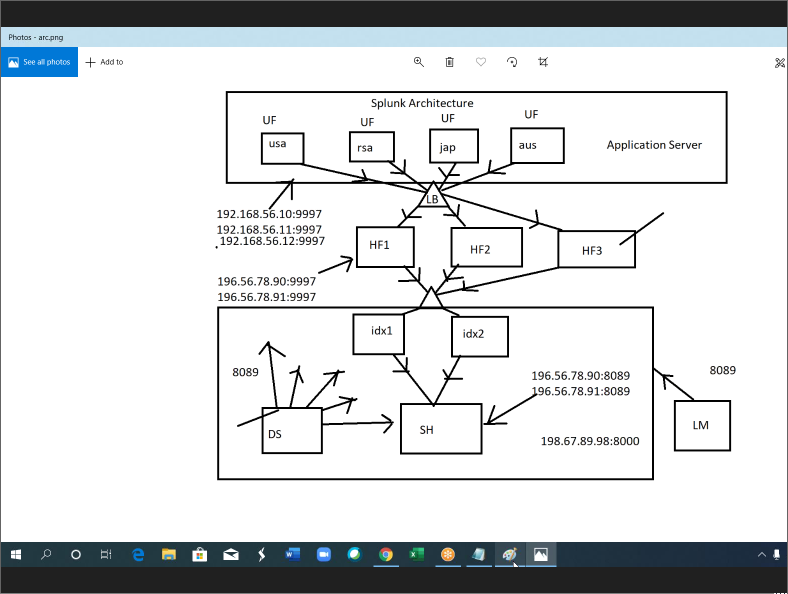 Photos - arc.png
See all photos
Add to
Splunk Architecture
UF
UF
UF
UF
usa
rsa
jap
aus
Application Server
LB
192.168.56.10:9997
192.168.56.11:9997
192.168.56.12:9997
HF1
HF2
HF3
196.56.78.90:9997
196.56.78.91:9997
idx1
idx2
8089
196.56.78.90:8089
196.56.78.91:8089
8089
DS
SH
LM
198.67.89.98:8000